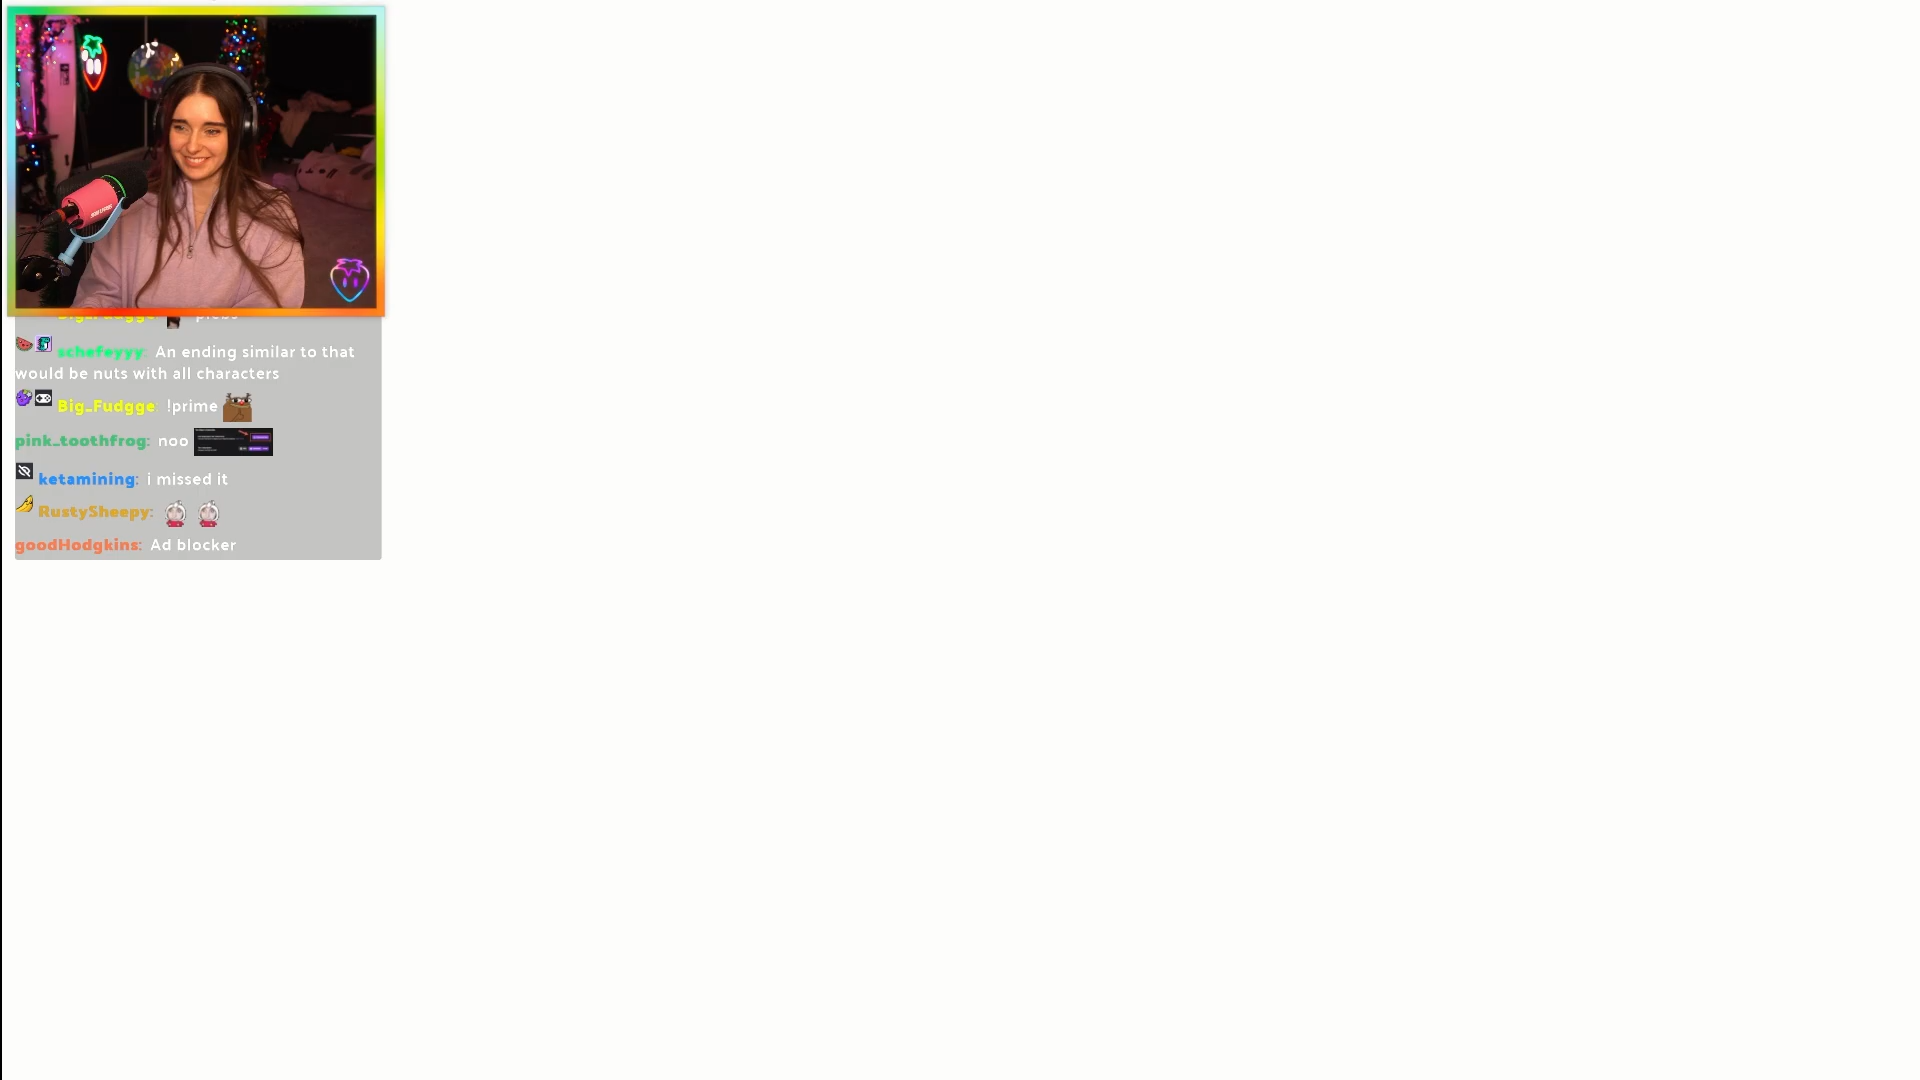 schefeyyy: An ending similar to that
would be nuts with all characters
Big_Fudgge: !prime
pink_toothfrog: noo
ketamining: i missed it
RustySheepy:
goodHodgkins: Ad blocker